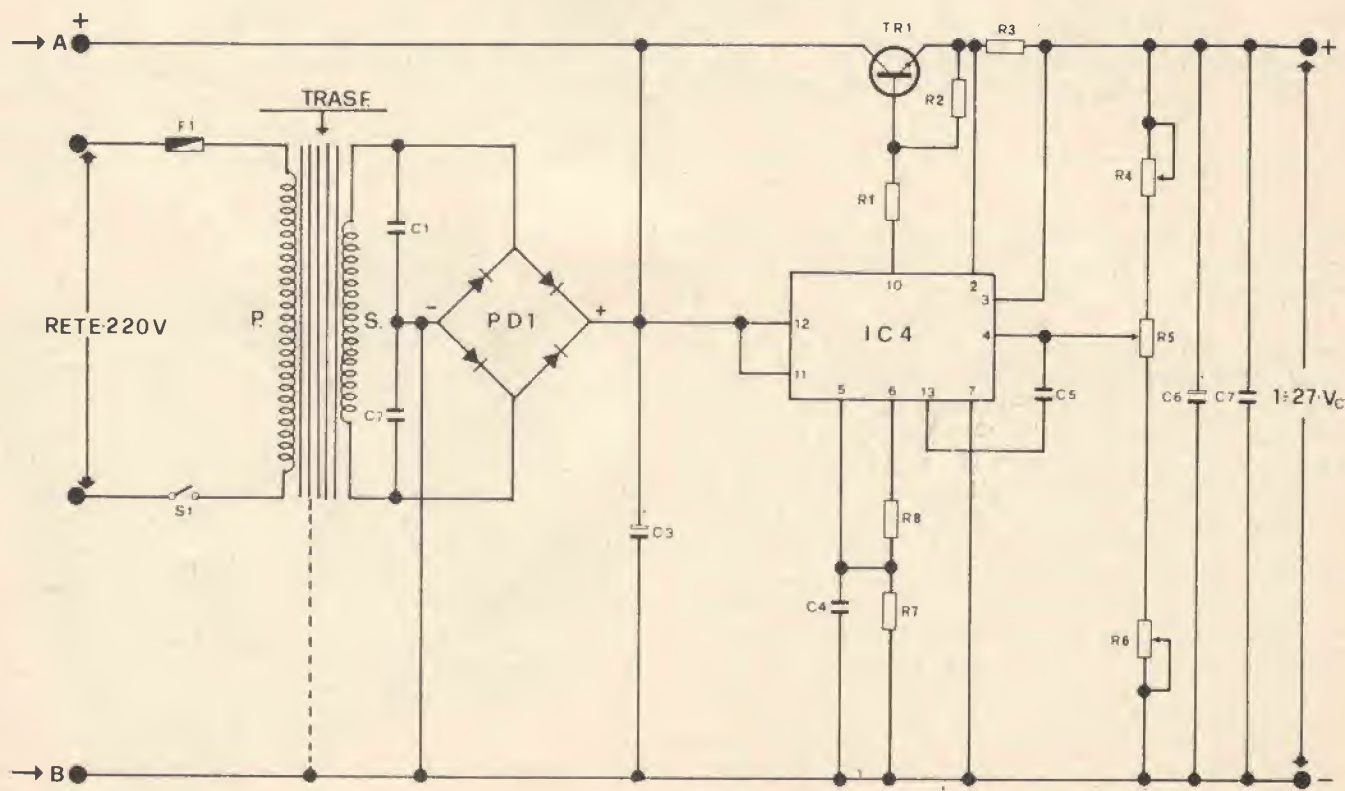 +
→ A
TR1
R3
+
R2
TRASF.
F1
R1
R4
C1
10
2
3
RETE·220V
P.
S.
-
PD1
+
12
IC4
4
R5
11
5
6
13
7
C5
C6
C7
1÷27·VC
C2
S1
R8
C3
C4
R7
R6
→ B
-